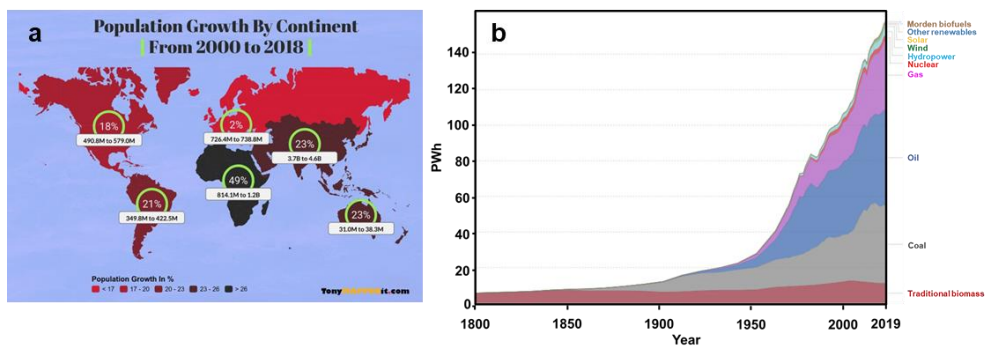 a
Population Growth By Continent
From 2000 to 2018
18%
490.8M to 579.0M
2%
726.4M to 738.8M
23%
3.7B to 4.6B
49%
814.1M to 1.2B
21%
349.8M to 422.5M
23%
31.0M to 38.3M
Population Growth In %
< 17 17 - 20 20 - 23 23 - 26 > 26
b
PWh
140
120
100
80
60
40
20
0
1800 1850 1900 1950 2000 2019
Year
Morden biofuels
Other renewables
Solar
Wind
Hydropower
Nuclear
Gas
Oil
Coal
Traditional biomass